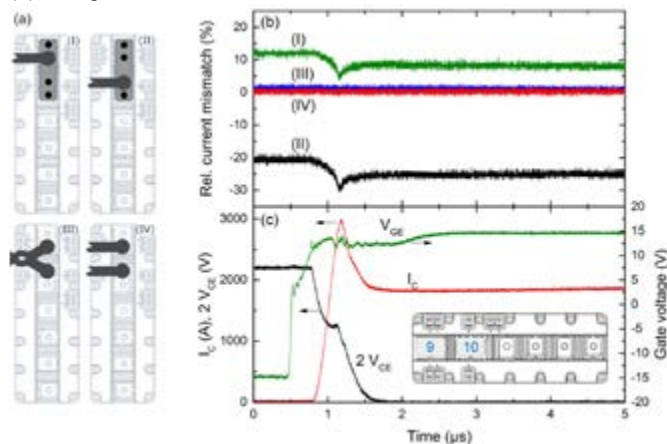 (a)
(I)
(II)
(III)
(IV)
(b)
Rel. current mismatch (%)
20
10
0
-10
-20
-30
(I)
(III)
(IV)
(II)
(c)
I_C (A), 2 V_CE (V)
3000
2000
1000
0
V_GE
I_C
2 V_CE
9 10
Gate voltage (V)
20
15
10
5
0
-5
-10
-15
-20
0 1 2 3 4 5
Time (µs)